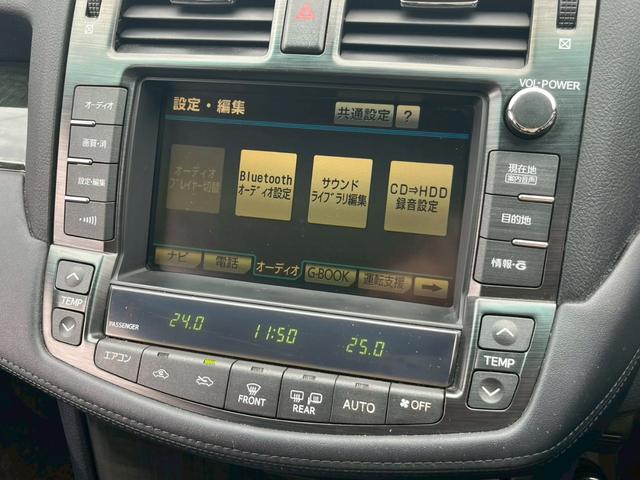 VOL・POWER
オーディオ
画質・消
設定・編集
設定・編集
共通設定
?
オーディオ
プレイヤー切替
Bluetooth
オーディオ設定
サウンド
ライブラリ編集
CD⇒HDD
録音設定
ナビ
電話
オーディオ
G-BOOK
運転支援
現在地
案内音声
目的地
情報・G
TEMP
PASSENGER
24.0
11:50
25.0
TEMP
エアコン
FRONT
REAR
AUTO
OFF